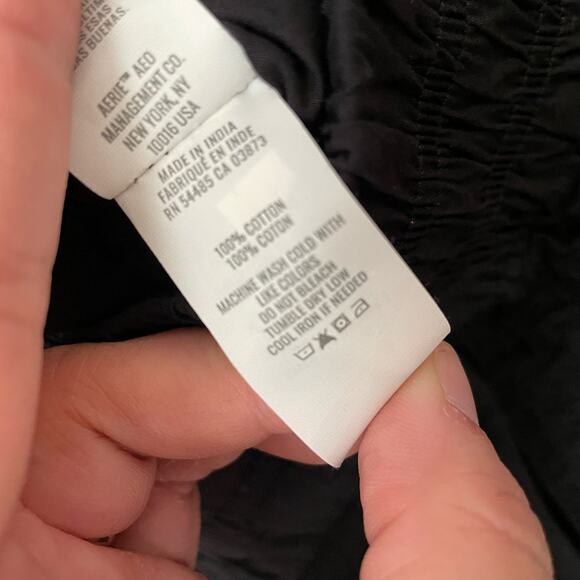 ESAS
AS BUENAS.
AERIE™ AEO
MANAGEMENT CO.
NEW YORK, NY
10016 USA
MADE IN INDIA
FABRIQUÉ EN INDE
RN 54485 CA 03873
100% COTTON
100% COTON
MACHINE WASH COLD WITH
LIKE COLORS
DO NOT BLEACH
TUMBLE DRY LOW
COOL IRON IF NEEDED